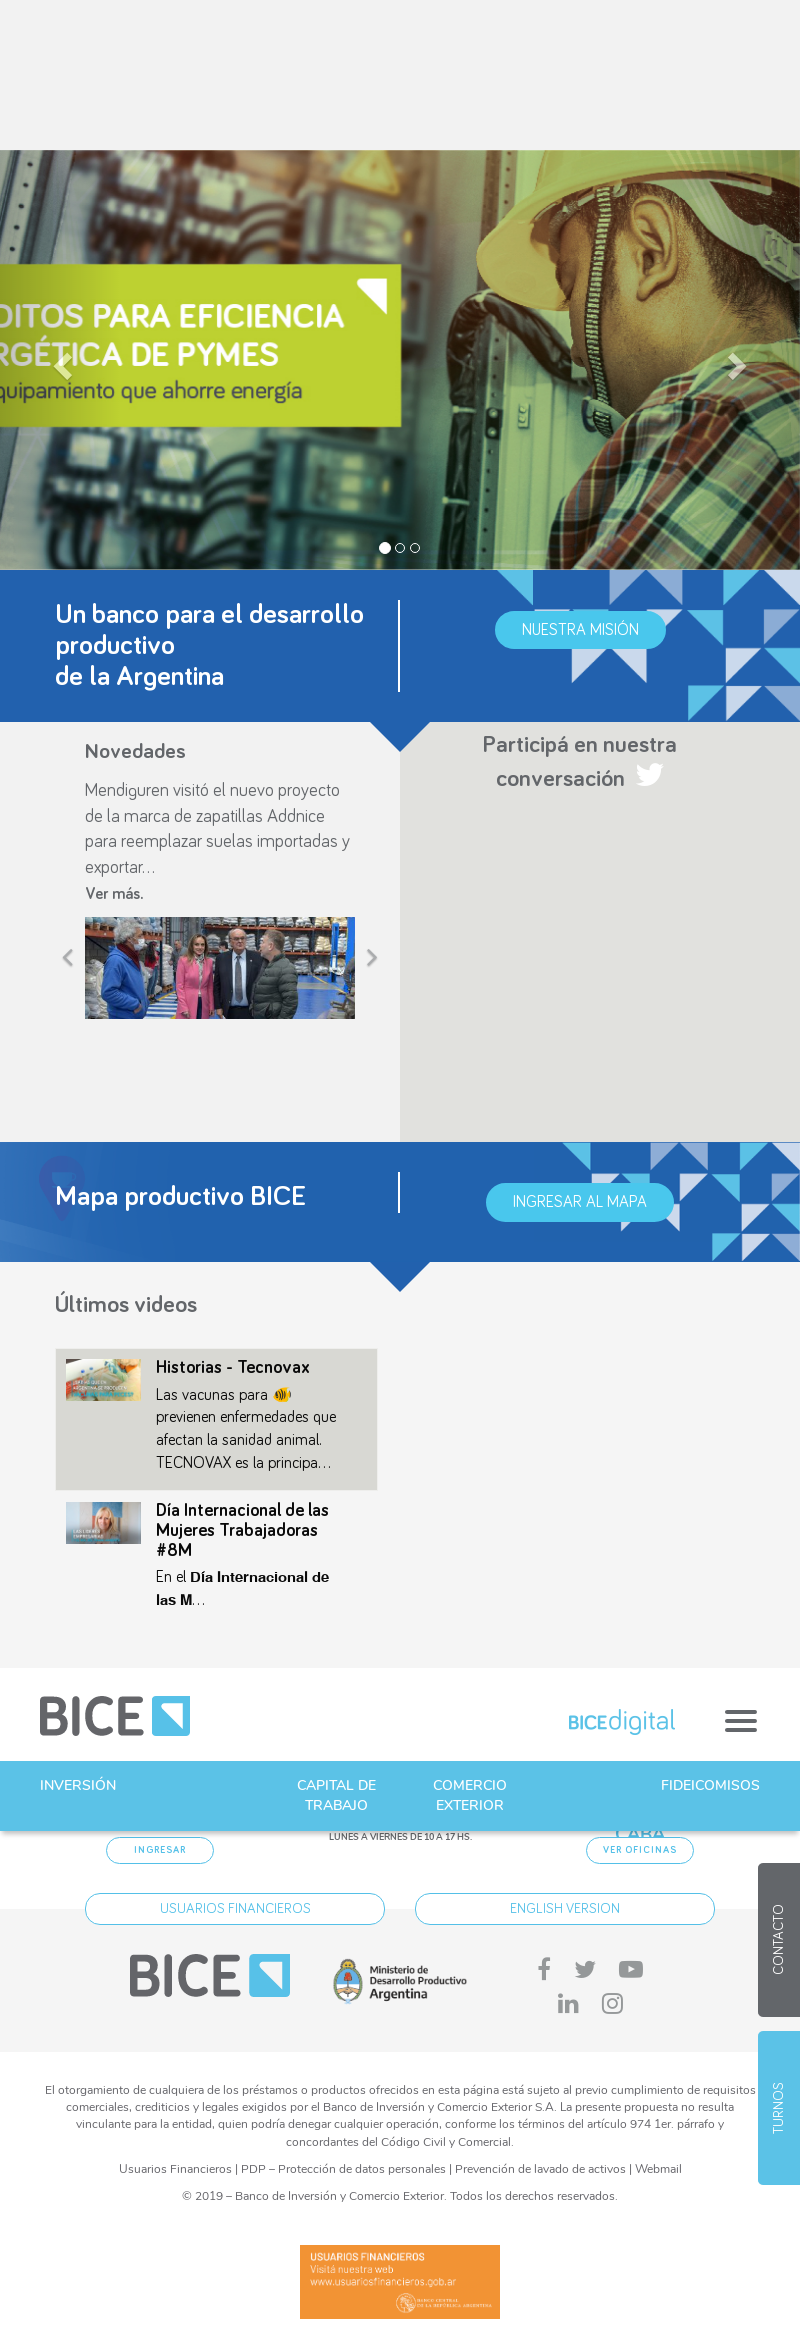 DITOS PARA EFICIENCIA
RGÉTICA DE PYMES
quipamiento que ahorre energía
Un banco para el desarrollo
productivo
de la Argentina
NUESTRA MISIÓN
Novedades
Mendiguren visitó el nuevo proyecto
de la marca de zapatillas Addnice
para reemplazar suelas importadas y
exportar...
Ver más.
Participá en nuestra
conversación
Mapa productivo BICE
INGRESAR AL MAPA
Últimos videos
Historias - Tecnovax
Las vacunas para 🐠
previenen enfermedades que
afectan la sanidad animal.
TECNOVAX es la principa...
Día Internacional de las
Mujeres Trabajadoras
#8M
En el Día Internacional de
las M...
BICE
BICEdigital
INVERSIÓN
CAPITAL DE
TRABAJO
COMERCIO
EXTERIOR
FIDEICOMISOS
CABA
LUNES A VIERNES DE 10 A 17 HS.
INGRESAR
VER OFICINAS
USUARIOS FINANCIEROS
ENGLISH VERSION
CONTACTO
BICE
Ministerio de
Desarrollo Productivo
Argentina
TURNOS
El otorgamiento de cualquiera de los préstamos o productos ofrecidos en esta página está sujeto al previo cumplimiento de requisitos
comerciales, crediticios y legales exigidos por el Banco de Inversión y Comercio Exterior S.A. La presente propuesta no resulta
vinculante para la entidad, quien podría denegar cualquier operación, conforme los términos del artículo 974 1er. párrafo y
concordantes del Código Civil y Comercial.
Usuarios Financieros | PDP – Protección de datos personales | Prevención de lavado de activos | Webmail
© 2019 – Banco de Inversión y Comercio Exterior. Todos los derechos reservados.
USUARIOS FINANCIEROS
Visitá nuestra web
www.usuariosfinancieros.gob.ar
BANCO CENTRAL
DE LA REPÚBLICA ARGENTINA